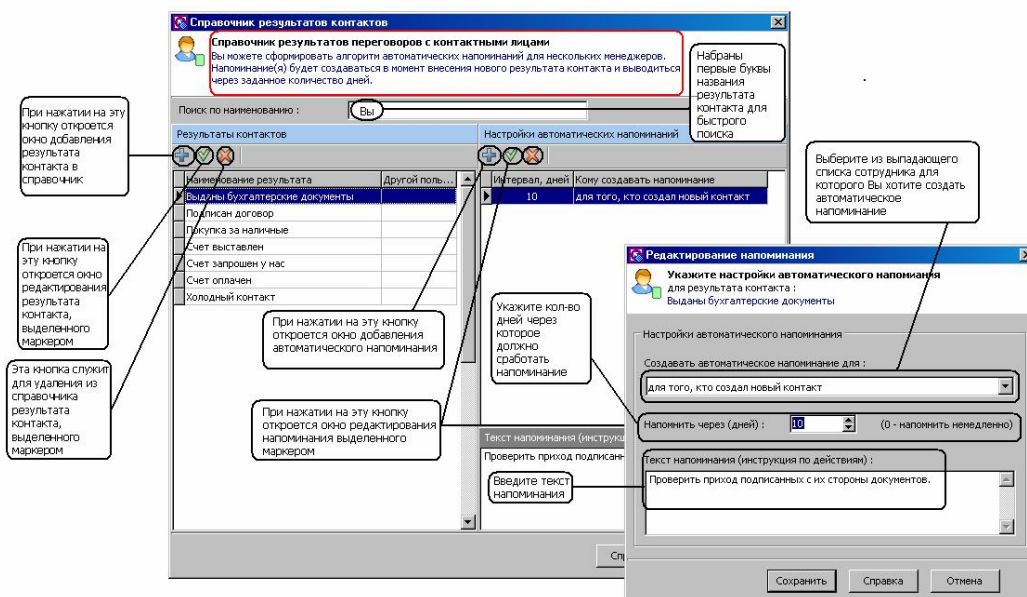 Справочник результатов контактов
Справочник результатов переговоров с контактными лицами
Вы можете сформировать алгоритм автоматических напоминаний для нескольких менеджеров.
Напоминание(я) будет создаваться в момент внесения нового результата контакта и выводиться
через заданное количество дней.
Набраны
первые буквы
названия
результата
контакта для
быстрого
поиска
Поиск по наименованию :
Вы
При нажатии на эту
кнопку откроется
окно добавления
результата
контакта в
справочник
Результаты контактов
Настройки автоматических напоминаний
Наименование результата
Другой поль...
Выданы бухгалтерские документы
Подписан договор
Покупка за наличные
Счет выставлен
Счет запрошен у нас
Счет оплачен
Холодный контакт
Интервал, дней
Кому создавать напоминание
10
для того, кто создал новый контакт
Выберите из выпадающего
списка сотрудника для
которого Вы хотите создать
автоматическое
напоминание
При нажатии на
эту кнопку
откроется окно
редактирования
результата
контакта,
выделенного
маркером
Эта кнопка служит
для удаления из
справочника
результата
контакта,
выделенного
маркером
При нажатии на эту кнопку
откроется окно добавления
автоматического напоминания
При нажатии на эту кнопку
откроется окно редактирования
напоминания выделенного
маркером
Укажите кол-во
дней через
которое
должно
сработать
напоминание
Текст напоминания (инструкц
Проверить приход подписанн
Введите текст
напоминания
Сп
Редактирование напоминания
Укажите настройки автоматического напомиания
для результата контакта :
Выданы бухгалтерские документы
Настройки автоматического напоминания
Создавать автоматическое напоминание для :
для того, кто создал новый контакт
Напомнить через (дней) :
10
(0 - напомнить немедленно)
Текст напоминания (инструкция по действиям) :
Проверить приход подписанных с их стороны документов.
Сохранить
Справка
Отмена